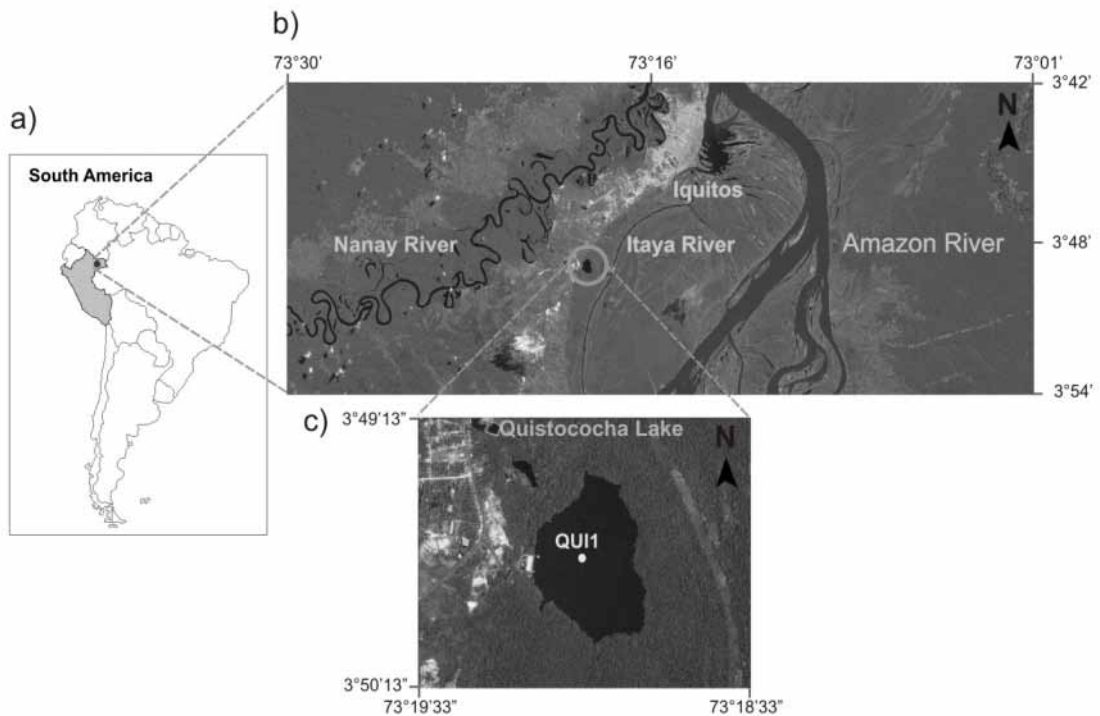 a)
South America
b)
73°30'
73°16'
73°01'
3°42'
N
Iquitos
Nanay River
Itaya River
Amazon River
3°48'
3°54'
c)
3°49'13"
Quistococha Lake
N
QUI1
3°50'13"
73°19'33"
73°18'33"